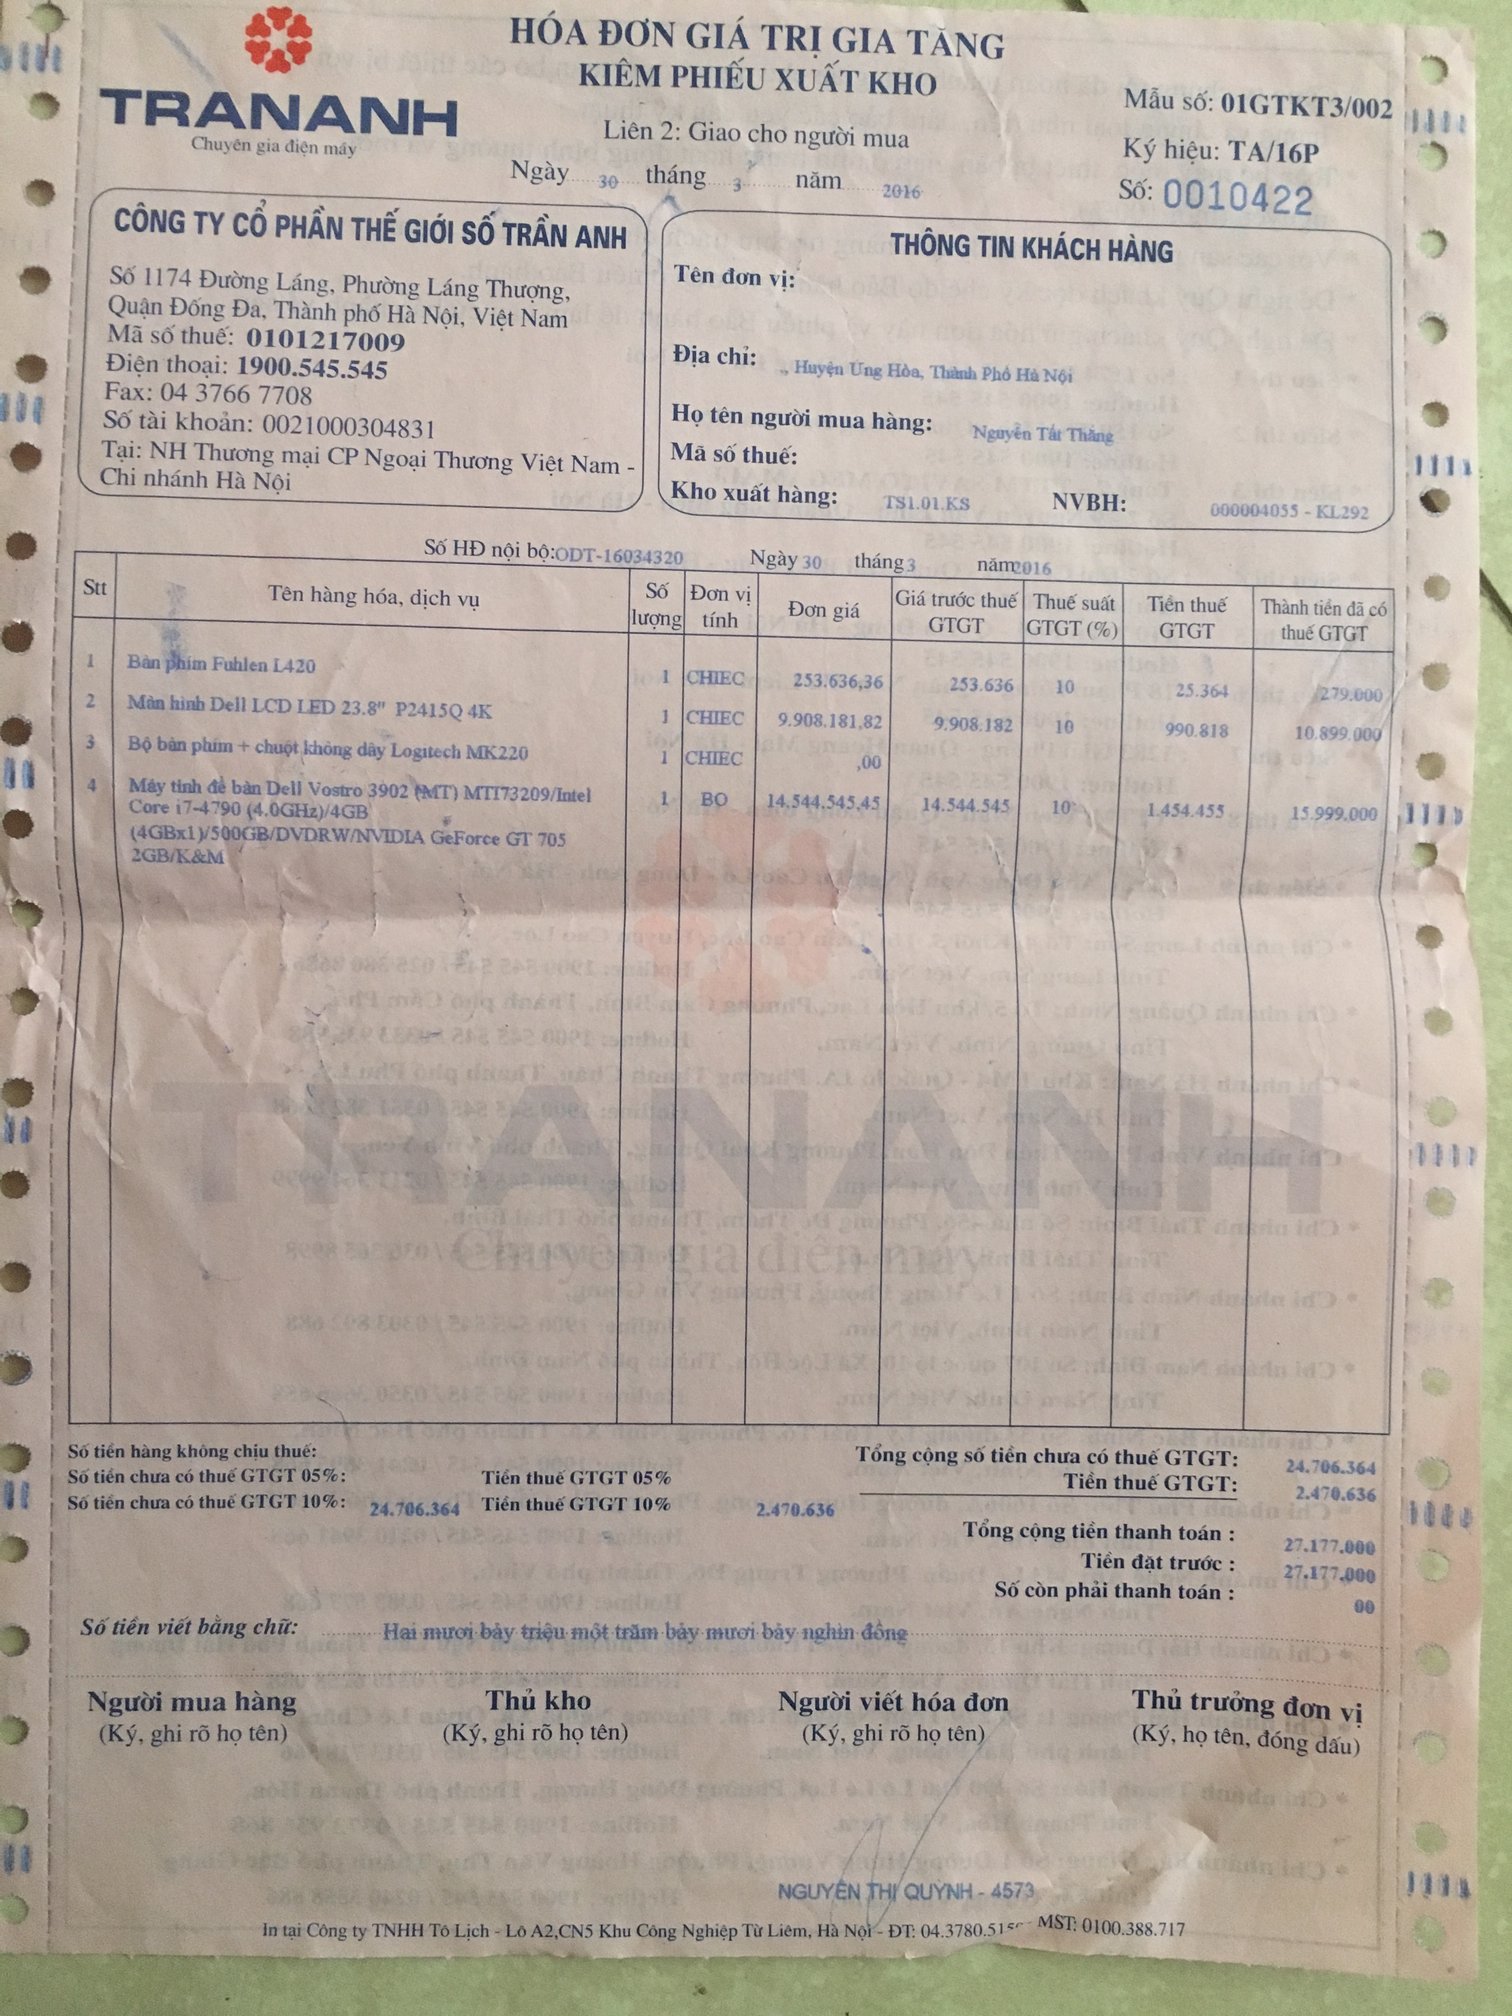 TRANANH
Chuyên gia điện máy
HÓA ĐƠN GIÁ TRỊ GIA TĂNG
KIÊM PHIẾU XUẤT KHO
Liên 2: Giao cho người mua
Ngày 30 tháng 3 năm 2016
Mẫu số: 01GTKT3/002
Ký hiệu: TA/16P
Số: 0010422
CÔNG TY CỔ PHẦN THẾ GIỚI SỐ TRẦN ANH
Số 1174 Đường Láng, Phường Láng Thượng,
Quận Đống Đa, Thành phố Hà Nội, Việt Nam
Mã số thuế: 0101217009
Điện thoại: 1900.545.545
Fax: 04 3766 7708
Số tài khoản: 0021000304831
Tại: NH Thương mại CP Ngoại Thương Việt Nam -
Chi nhánh Hà Nội
THÔNG TIN KHÁCH HÀNG
Tên đơn vị:
Địa chỉ: ., Huyện Ung Hòa, Thành Phố Hà Nội
Họ tên người mua hàng: Nguyễn Tất Thăng
Mã số thuế:
Kho xuất hàng: TS1.01.KS NVBH: 000004055 - KL292
Số HĐ nội bộ: ODT-16034320 Ngày 30 tháng 3 năm 2016
Stt Tên hàng hóa, dịch vụ Số lượng Đơn vị tính Đơn giá Giá trước thuế GTGT Thuế suất GTGT (%) Tiền thuế GTGT Thành tiền đã có thuế GTGT
1 Bàn phím Fuhlen L420 1 CHIEC 253.636,36 253.636 10 25.364 279.000
2 Màn hình Dell LCD LED 23.8" P2415Q 4K 1 CHIEC 9.908.181,82 9.908.182 10 990.818 10.899.000
3 Bộ bàn phím + chuột không dây Logitech MK220 1 CHIEC ,00
4 Máy tính để bàn Dell Vostro 3902 (MT) MTI73209/Intel 1 BO 14.544.545,45 14.544.545 10 1.454.455 15.999.000
Core i7-4790 (4.0GHz)/4GB
(4GBx1)/500GB/DVDRW/NVIDIA GeForce GT 705
2GB/K&M
TRANANH
Chuyên gia điện máy
Số tiền hàng không chịu thuế:
Số tiền chưa có thuế GTGT 05%: Tiền thuế GTGT 05%
Số tiền chưa có thuế GTGT 10%: 24.706.364 Tiền thuế GTGT 10% 2.470.636
Tổng cộng số tiền chưa có thuế GTGT: 24.706.364
Tiền thuế GTGT: 2.470.636
Tổng cộng tiền thanh toán : 27.177.000
Tiền đặt trước : 27.177.000
Số còn phải thanh toán : 00
Số tiền viết bằng chữ: Hai mươi bảy triệu một trăm bảy mươi bảy nghìn đồng
Người mua hàng Thủ kho Người viết hóa đơn Thủ trưởng đơn vị
(Ký, ghi rõ họ tên) (Ký, ghi rõ họ tên) (Ký, ghi rõ họ tên) (Ký, họ tên, đóng dấu)
NGUYỄN THỊ QUỲNH - 4573
In tại Công ty TNHH Tô Lịch - Lô A2,CN5 Khu Công Nghiệp Từ Liêm, Hà Nội - ĐT: MST: 0100.388.717